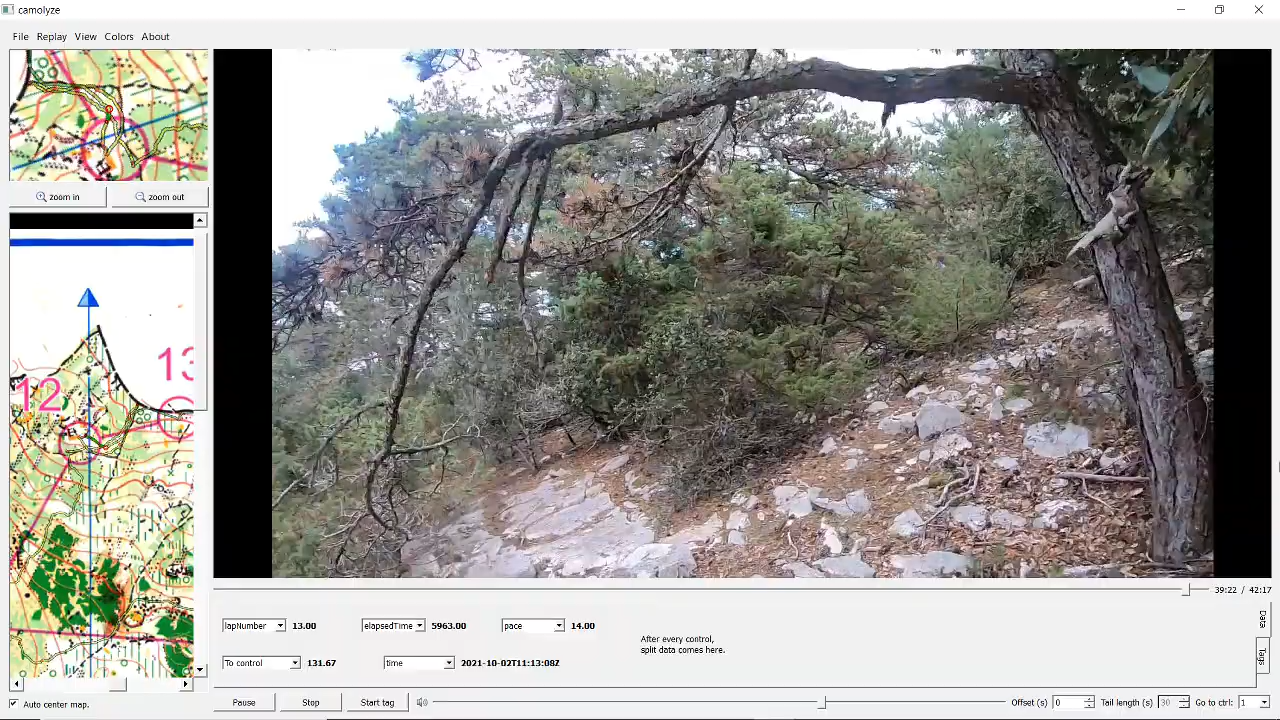 camolyze
File Replay View Colors About
zoom in zoom out
12
13
39:22 / 42:17
lapNumber 13.00 elapsedTime 5963.00 pace 14.00
After every control,
split data comes here.
To control 131.67 time 2021-10-02T11:13:08Z
Data
Tags
Auto center map.
Pause Stop Start tag Offset (s) 0 Tail length (s) 30 Go to ctrl: 1